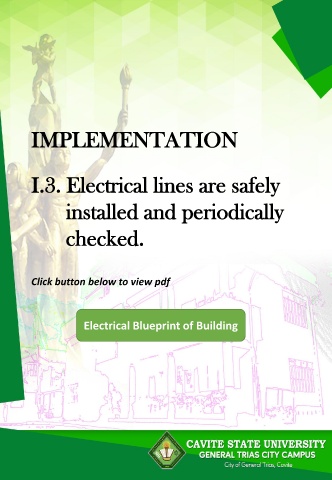 IMPLEMENTATION
I.3. Electrical lines are safely
installed and periodically
checked.
Click button below to view pdf
Electrical Blueprint of Building
CAVITE STATE UNIVERSITY
GENERAL TRIAS CITY CAMPUS
City of General Trias, Cavite